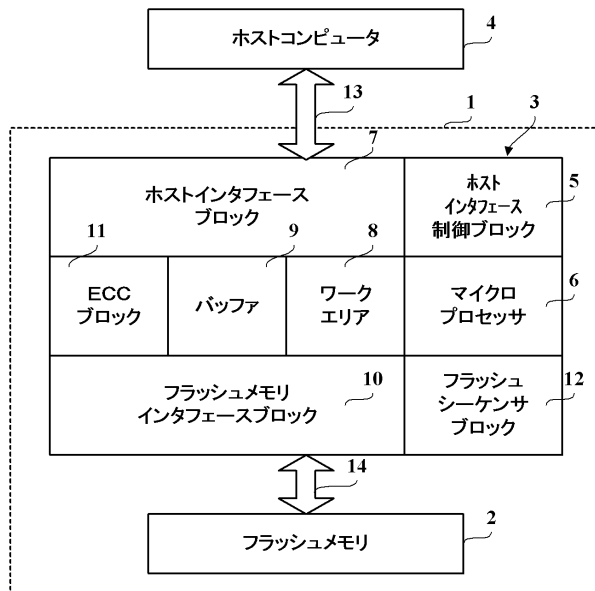 ホストコンピュータ
4
13
1
3
7
ホストインタフェース
ブロック
ホスト
インタフェース
制御ブロック
5
11
ECC
ブロック
9
バッファ
8
ワーク
エリア
マイクロ
プロセッサ
6
フラッシュメモリ
インタフェースブロック
10
フラッシュ
シーケンサ
ブロック
12
14
フラッシュメモリ
2